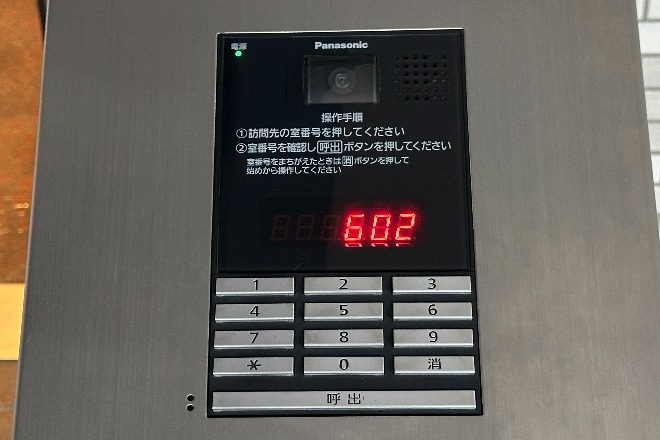 電源
Panasonic
操作手順
①訪問先の室番号を押してください
②室番号を確認し呼出ボタンを押してください
室番号をまちがえたときは消ボタンを押して
始めから操作してください
602
1 2 3
4 5 6
7 8 9
* 0 消
呼出